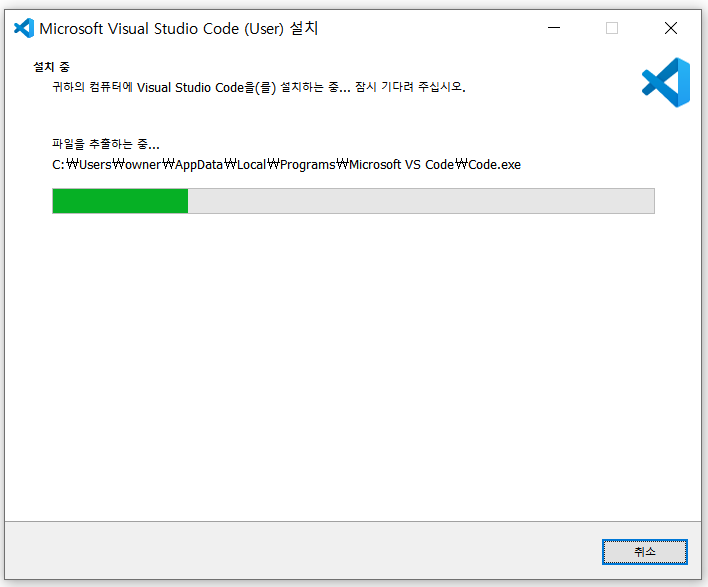 Microsoft Visual Studio Code (User) 설치
설치 중
귀하의 컴퓨터에 Visual Studio Code을(를) 설치하는 중... 잠시 기다려 주십시오.
파일을 추출하는 중...
C:₩Users₩owner₩AppData₩Local₩Programs₩Microsoft VS Code₩Code.exe
취소